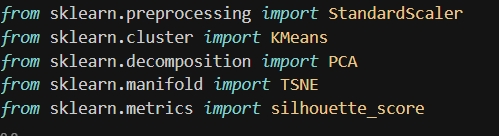 from sklearn.preprocessing import StandardScaler
from sklearn.cluster import KMeans
from sklearn.decomposition import PCA
from sklearn.manifold import TSNE
from sklearn.metrics import silhouette_score